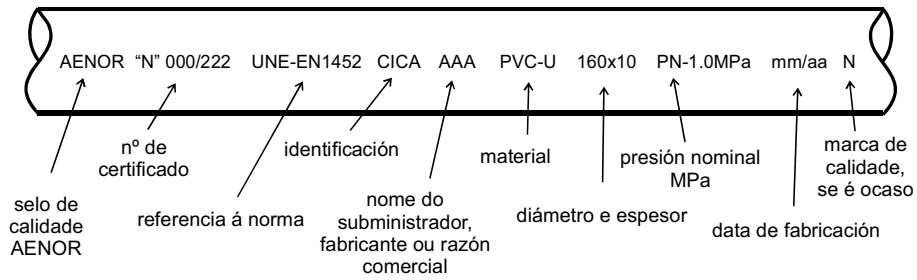 AENOR "N" 000/222 UNE-EN1452 CICA AAA PVC-U 160x10 PN-1.0MPa mm/aa N
selo de
calidade
AENOR
nº de
certificado
referencia á norma
identificación
nome do
subministrador,
fabricante ou razón
comercial
material
diámetro e espesor
presión nominal
MPa
data de fabricación
marca de
calidade,
se é ocaso